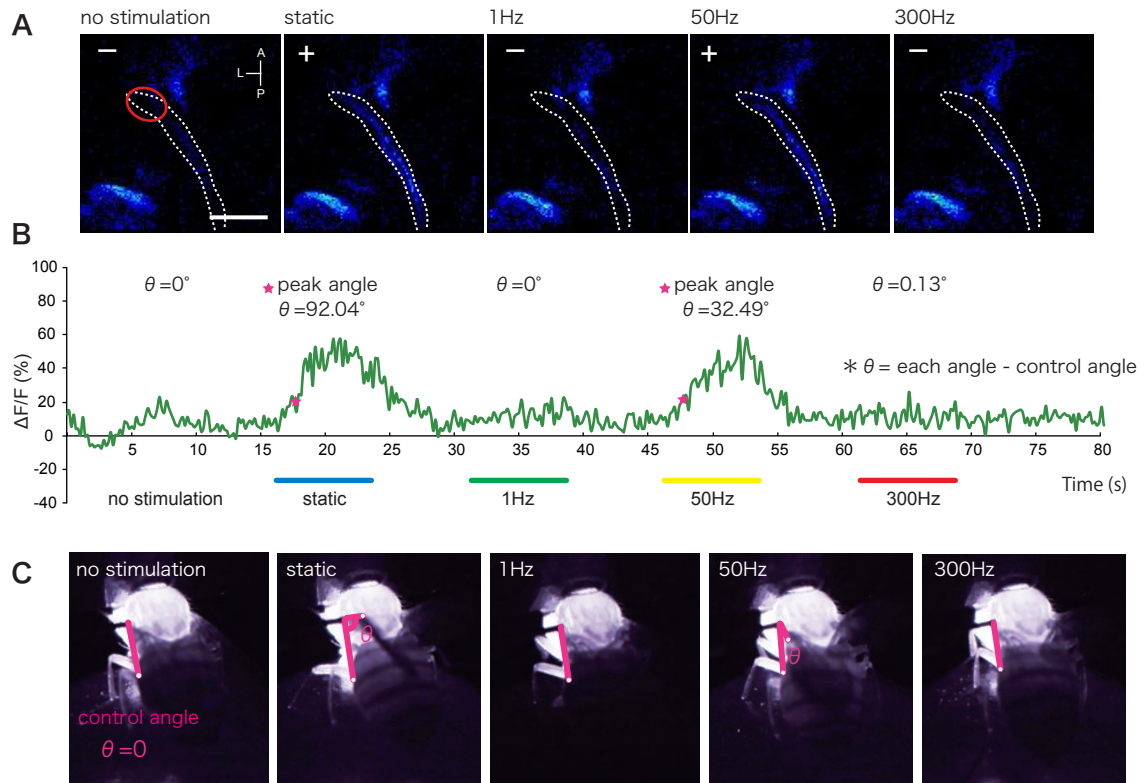 A
no stimulation
static
1Hz
50Hz
300Hz
−
+
−
+
−
A
L
P
B
ΔF/F (%)
100
80
60
40
20
0
-20
-40
θ=0°
★ peak angle
θ=92.04°
θ=0°
★ peak angle
θ=32.49°
θ=0.13°
＊ θ = each angle - control angle
5 10 15 20 25 30 35 40 45 50 55 60 65 70 75 80
no stimulation
static
1Hz
50Hz
300Hz
Time (s)
C
no stimulation
control angle
θ=0
static
θ
1Hz
50Hz
θ
300Hz